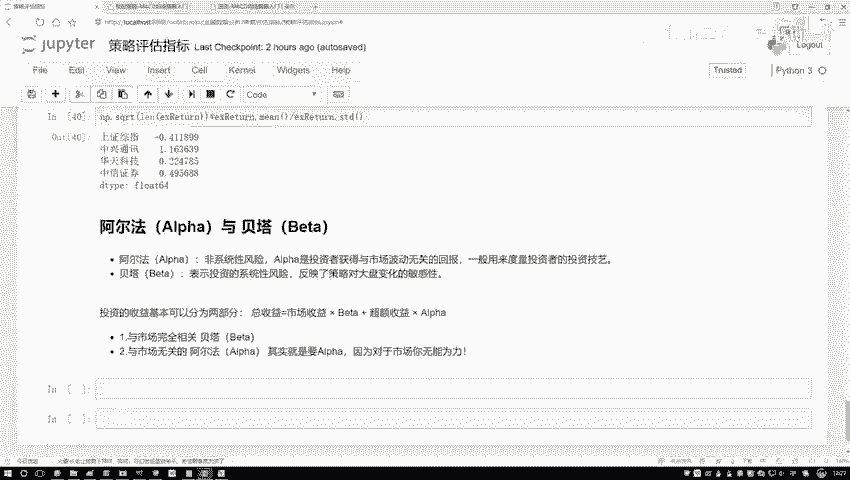 策略评估指标
jupyter 策略评估指标 Last Checkpoint: 2 hours ago (autosaved)
Logout
File Edit View Insert Cell Kernel Widgets Help
Trusted
Python 3
Code
In [40]: np.sqrt(len(exReturn))*exReturn.mean()/exReturn.std()
Out[40]: 上证综指 -0.411899
中兴通讯 1.163639
华天科技 0.224785
中信证券 0.495688
dtype: float64
阿尔法（Alpha）与 贝塔（Beta）
阿尔法（Alpha）：非系统性风险，Alpha是投资者获得与市场波动无关的回报，一般用来度量投资者的投资技艺。
贝塔（Beta）：表示投资的系统性风险，反映了策略对大盘变化的敏感性。
投资的收益基本可以分为两部分： 总收益=市场收益 × Beta + 超额收益 × Alpha
1.与市场完全相关 贝塔（Beta）
2.与市场无关的 阿尔法（Alpha） 其实就是要Alpha，因为对于市场你无能为力！
In [ ]:
In [ ]: